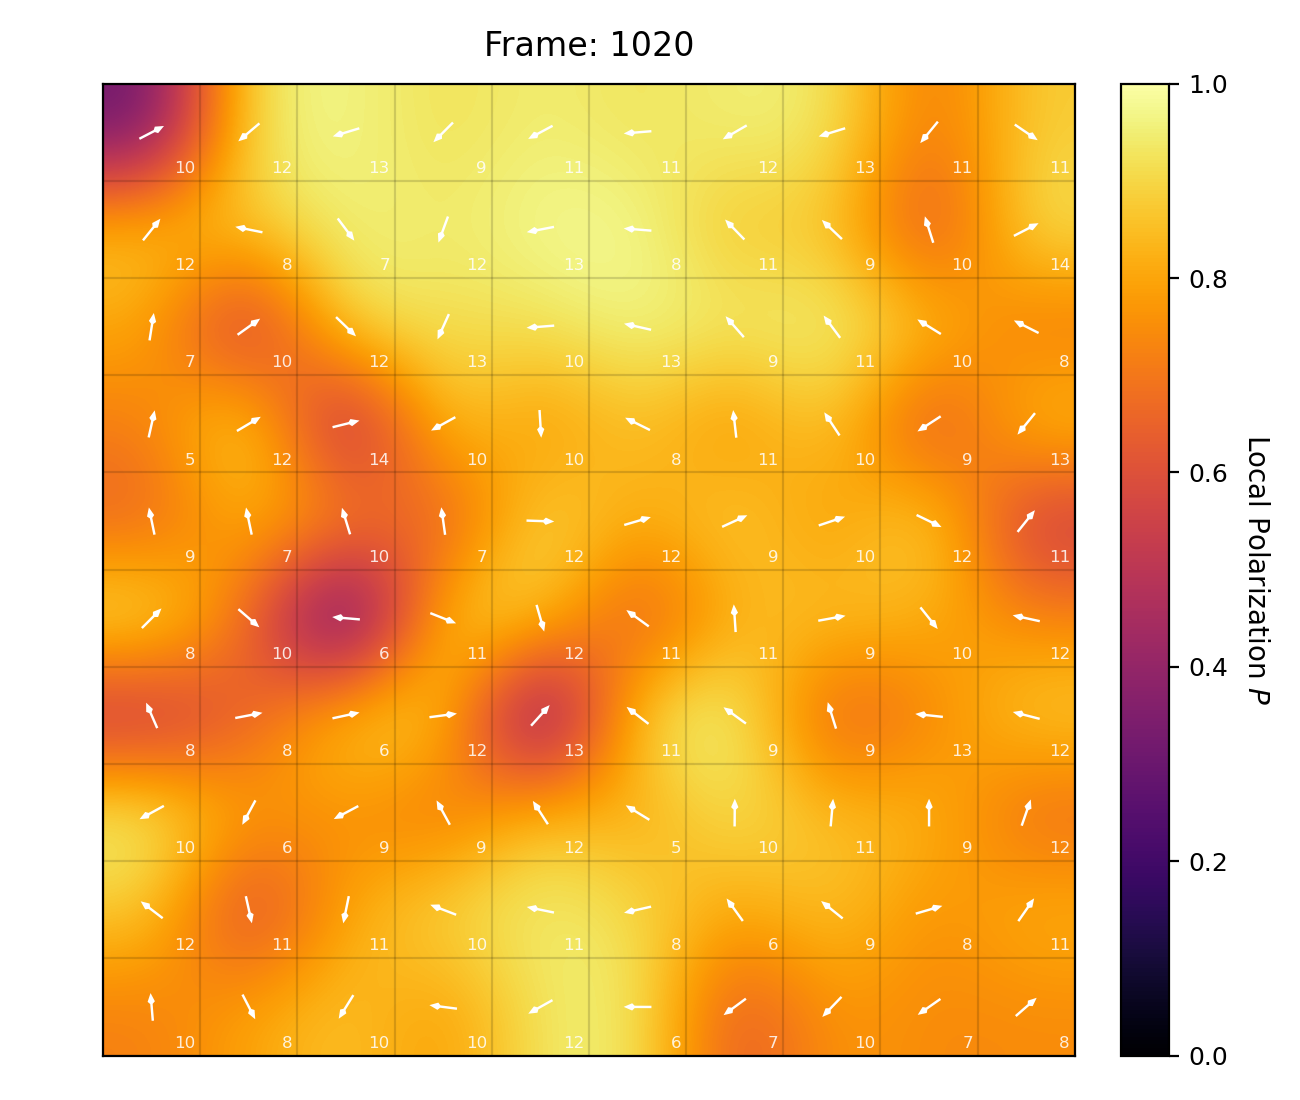 Frame: 1020
10 12 13 9 11 11 12 13 11 11
12 8 7 12 13 8 11 9 10 14
7 10 12 13 10 13 9 11 10 8
5 12 14 10 10 8 11 10 9 13
9 7 10 7 12 12 9 10 12 11
8 10 6 11 12 11 11 9 10 12
8 8 6 12 13 11 9 9 13 12
10 6 9 9 12 5 10 11 9 12
12 11 11 10 11 8 6 9 8 11
10 8 10 10 12 6 7 10 7 8
1.0
0.8
0.6
0.4
0.2
0.0
Local Polarization P